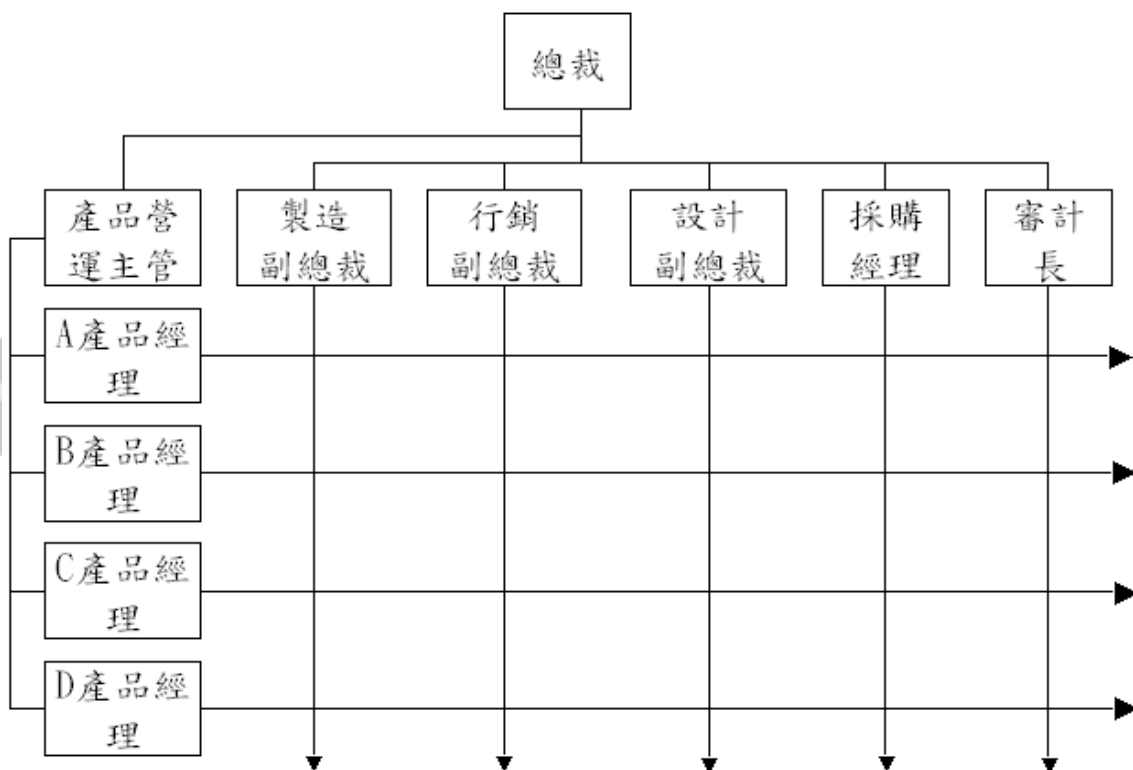 總裁
產品營
運主管
製造
副總裁
行銷
副總裁
設計
副總裁
採購
經理
審計
長
A產品經
理
B產品經
理
C產品經
理
D產品經
理